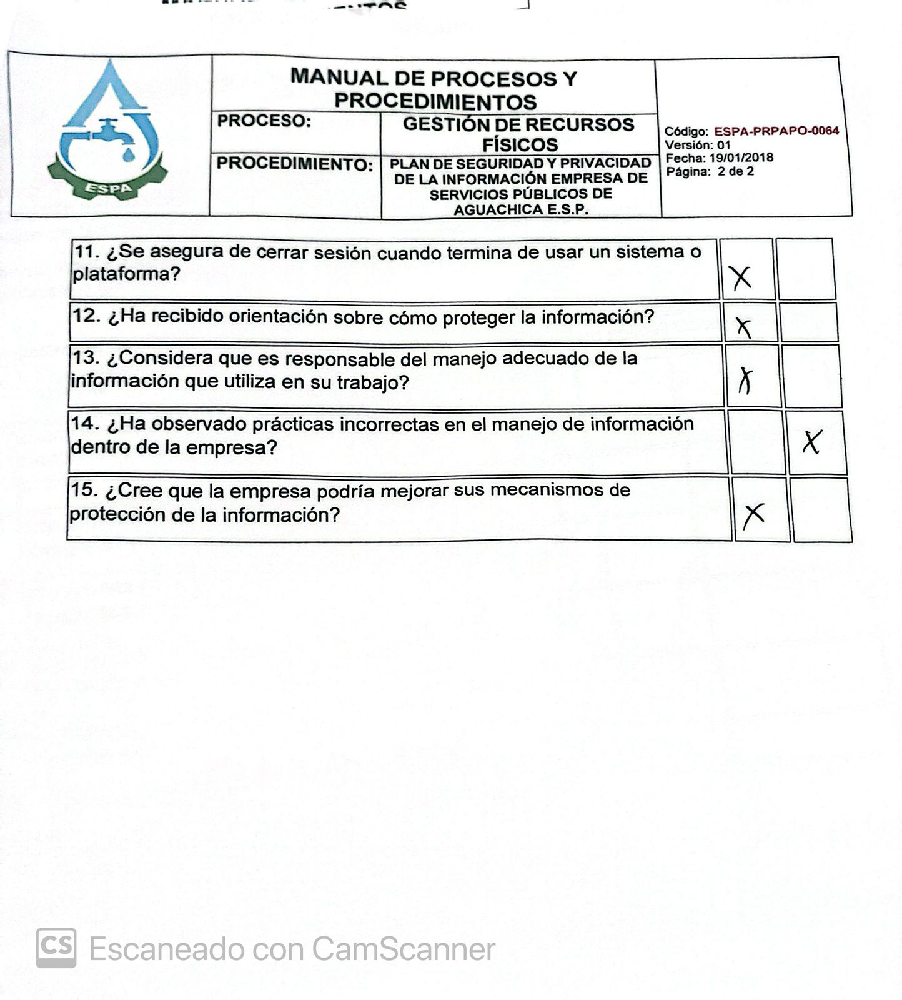 MANUAL DE PROCESOS Y
PROCEDIMIENTOS
PROCESO:
GESTIÓN DE RECURSOS
FÍSICOS
PROCEDIMIENTO:
PLAN DE SEGURIDAD Y PRIVACIDAD
DE LA INFORMACIÓN EMPRESA DE
SERVICIOS PÚBLICOS DE
AGUACHICA E.S.P.
Código: ESPA-PRPAPO-0064
Versión: 01
Fecha: 19/01/2018
Página: 2 de 2
ESPA
11. ¿Se asegura de cerrar sesión cuando termina de usar un sistema o
plataforma?
X
12. ¿Ha recibido orientación sobre cómo proteger la información?
X
13. ¿Considera que es responsable del manejo adecuado de la
información que utiliza en su trabajo?
X
14. ¿Ha observado prácticas incorrectas en el manejo de información
dentro de la empresa?
X
15. ¿Cree que la empresa podría mejorar sus mecanismos de
protección de la información?
X
CS Escaneado con CamScanner